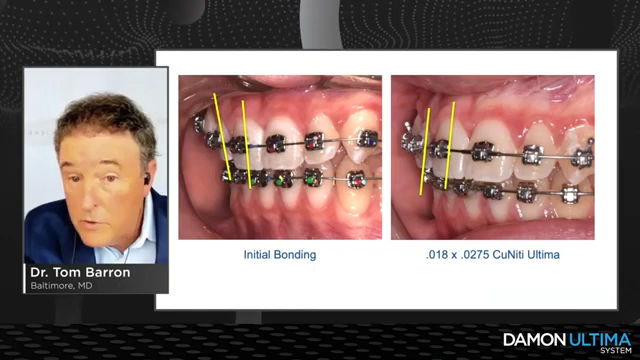 Initial Bonding
.018 x .0275 CuNiti Ultima
Dr. Tom Barron
Baltimore, MD
DAMON ULTIMA
SYSTEM